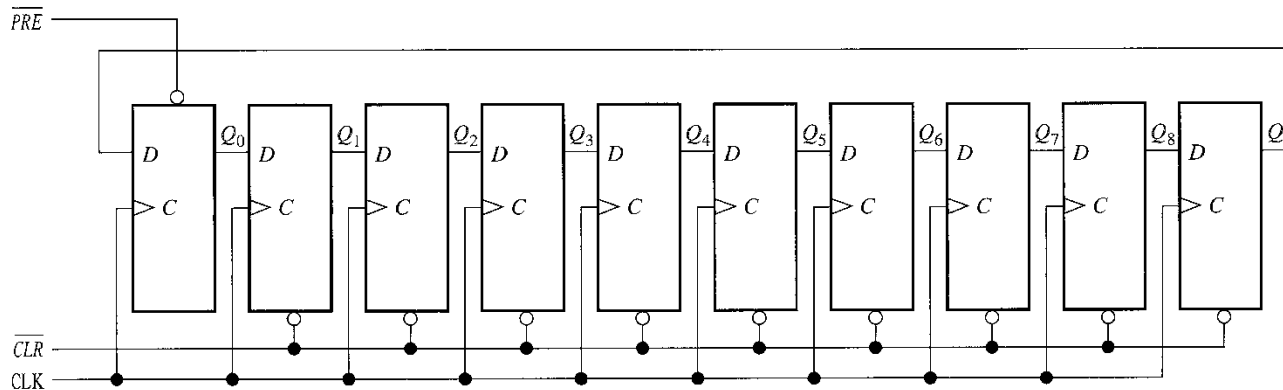 PRE
Q0 Q1 Q2 Q3 Q4 Q5 Q6 Q7 Q8 Q
D D D D D D D D D D
C C C C C C C C C C
CLR
CLK